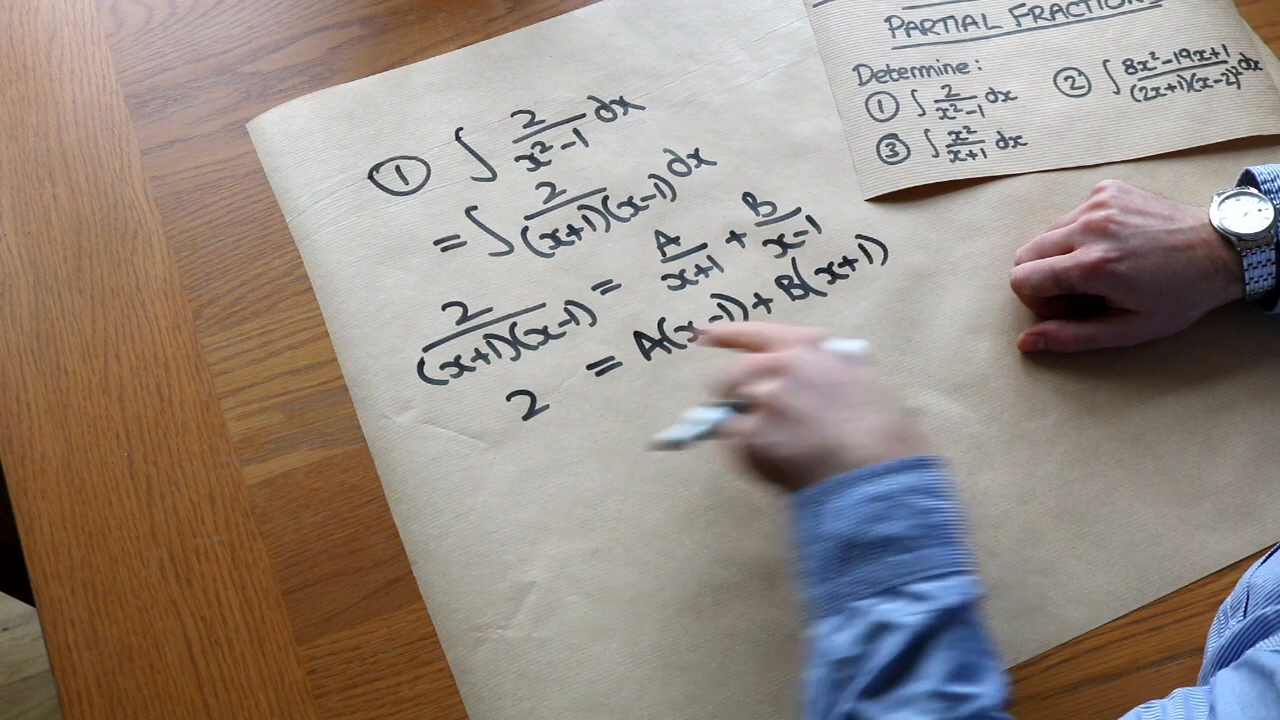 PARTIAL FRACTION
Determine:
① ∫ 2/(x²-1) dx
② ∫ (8x²-19x+1)/((2x+1)(x-2)²) dx
③ ∫ x²/(x+1) dx
① ∫ 2/(x²-1) dx
= ∫ 2/((x+1)(x-1)) dx
2/((x+1)(x-1)) = A/(x+1) + B/(x-1)
2 = A(x-1) + B(x+1)